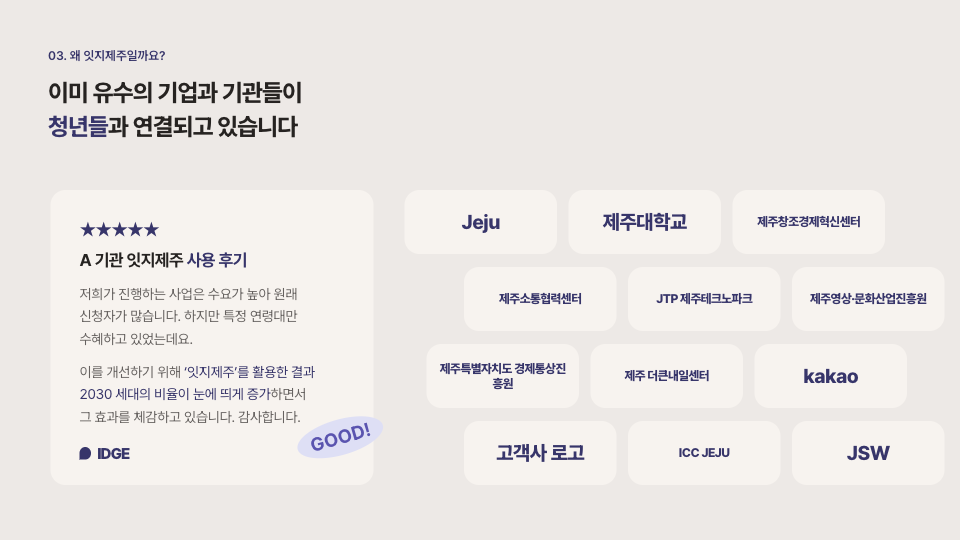 03. 왜 잇지제주일까요?
이미 유수의 기업과 기관들이
청년들과 연결되고 있습니다
★★★★★
A 기관 잇지제주 사용 후기
저희가 진행하는 사업은 수요가 높아 원래
신청자가 많습니다. 하지만 특정 연령대만
수혜하고 있었는데요.
이를 개선하기 위해 ‘잇지제주’를 활용한 결과
2030 세대의 비율이 눈에 띄게 증가하면서
그 효과를 체감하고 있습니다. 감사합니다.
GOOD!
IDGE
Jeju
제주대학교
제주창조경제혁신센터
제주소통협력센터
JTP 제주테크노파크
제주영상·문화산업진흥원
제주특별자치도 경제통상진
흥원
제주 더큰내일센터
kakao
고객사 로고
ICC JEJU
JSW